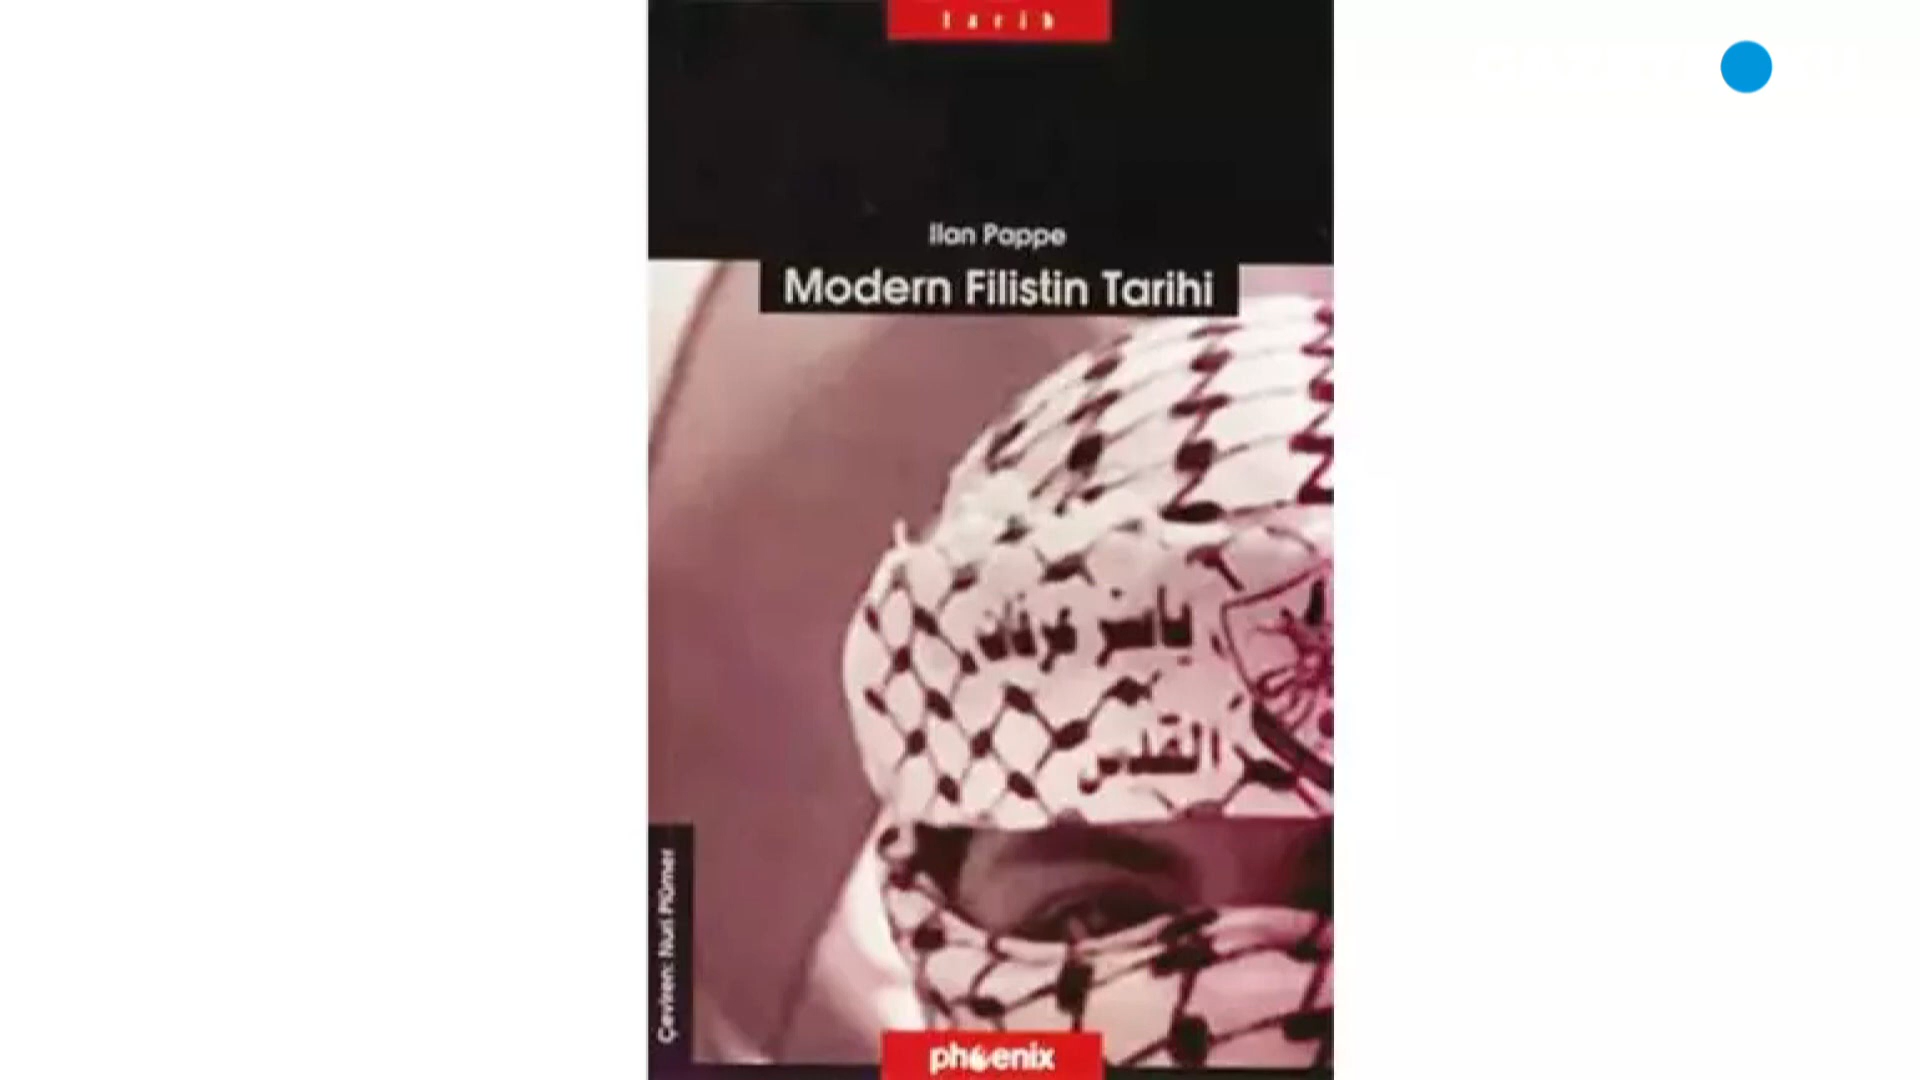 tarih
Ilan Pappe
Modern Filistin Tarihi
ياسر عرفات
القدس
Çeviren: Nuri Plümer
phoenix